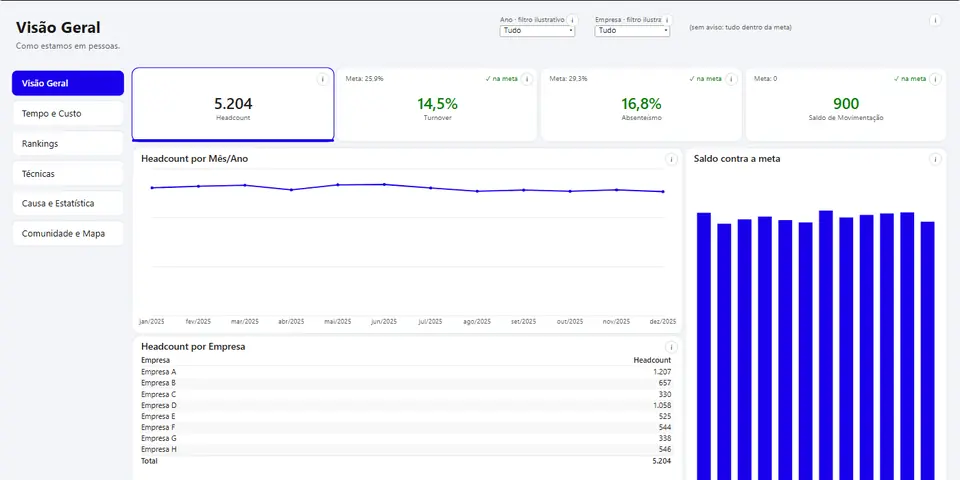 Visão Geral
Como estamos em pessoas.
Ano · filtro ilustrativo
i
Tudo
Empresa · filtro ilustra
i
Tudo
(sem aviso: tudo dentro da meta)
i
Visão Geral
Tempo e Custo
Rankings
Técnicas
Causa e Estatística
Comunidade e Mapa
i
5.204
Headcount
Meta: 25,9%
✓ na meta
i
14,5%
Turnover
Meta: 29,3%
✓ na meta
i
16,8%
Absenteísmo
Meta: 0
✓ na meta
i
900
Saldo de Movimentação
Headcount por Mês/Ano
i
jan/2025 fev/2025 mar/2025 abr/2025 mai/2025 jun/2025 jul/2025 ago/2025 set/2025 out/2025 nov/2025 dez/2025
Saldo contra a meta
i
Headcount por Empresa
i
Empresa Headcount
Empresa A 1.207
Empresa B 657
Empresa C 330
Empresa D 1.058
Empresa E 525
Empresa F 544
Empresa G 338
Empresa H 546
Total 5.204